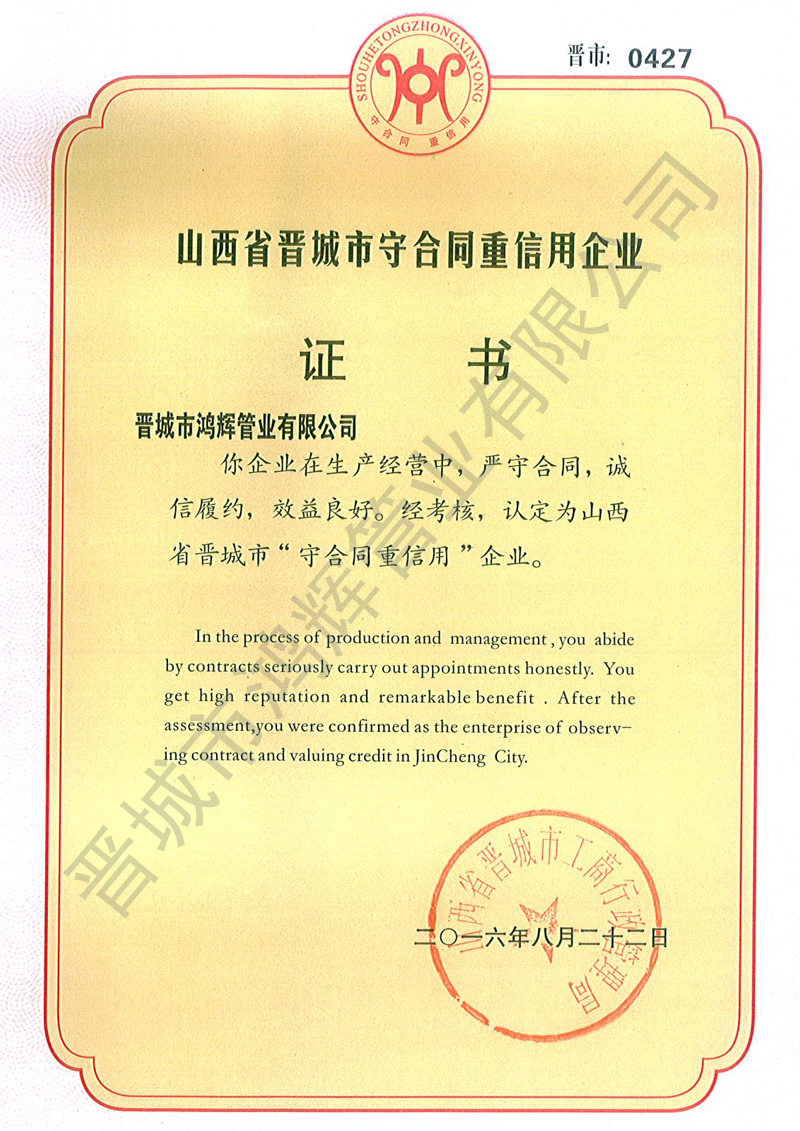 晋市: 0427
SHOUHETONGZHONGXINYONG
守合同 重信用
山西省晋城市守合同重信用企业
证 书
晋城市鸿辉管业有限公司
你企业在生产经营中，严守合同，诚
信履约，效益良好。经考核，认定为山西
省晋城市“守合同重信用”企业。
In the process of production and management , you abide
by contracts seriously carry out appointments honestly. You
get high reputation and remarkable benefit . After the
assessment,you were confirmed as the enterprise of observ-
ing contract and valuing credit in JinCheng City.
山西省晋城市工商行政管理局
二〇一六年八月二十二日
晋城市鸿辉管业有限公司